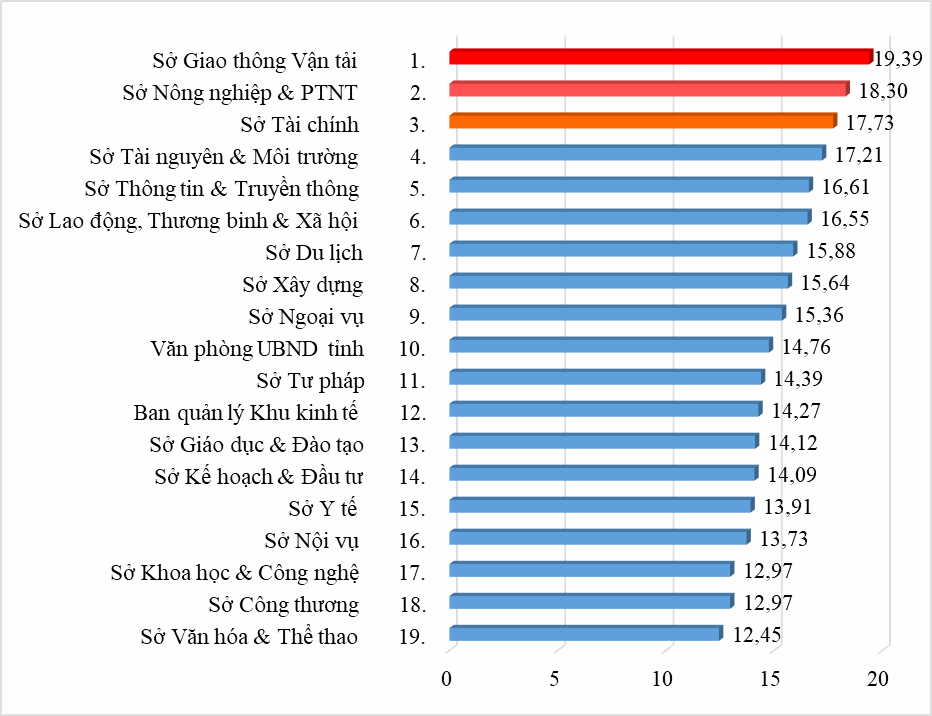 Sở Giao thông Vận tải 1. 19,39
Sở Nông nghiệp & PTNT 2. 18,30
Sở Tài chính 3. 17,73
Sở Tài nguyên & Môi trường 4. 17,21
Sở Thông tin & Truyền thông 5. 16,61
Sở Lao động, Thương binh & Xã hội 6. 16,55
Sở Du lịch 7. 15,88
Sở Xây dựng 8. 15,64
Sở Ngoại vụ 9. 15,36
Văn phòng UBND tỉnh 10. 14,76
Sở Tư pháp 11. 14,39
Ban quản lý Khu kinh tế 12. 14,27
Sở Giáo dục & Đào tạo 13. 14,12
Sở Kế hoạch & Đầu tư 14. 14,09
Sở Y tế 15. 13,91
Sở Nội vụ 16. 13,73
Sở Khoa học & Công nghệ 17. 12,97
Sở Công thương 18. 12,97
Sở Văn hóa & Thể thao 19. 12,45
0 5 10 15 20